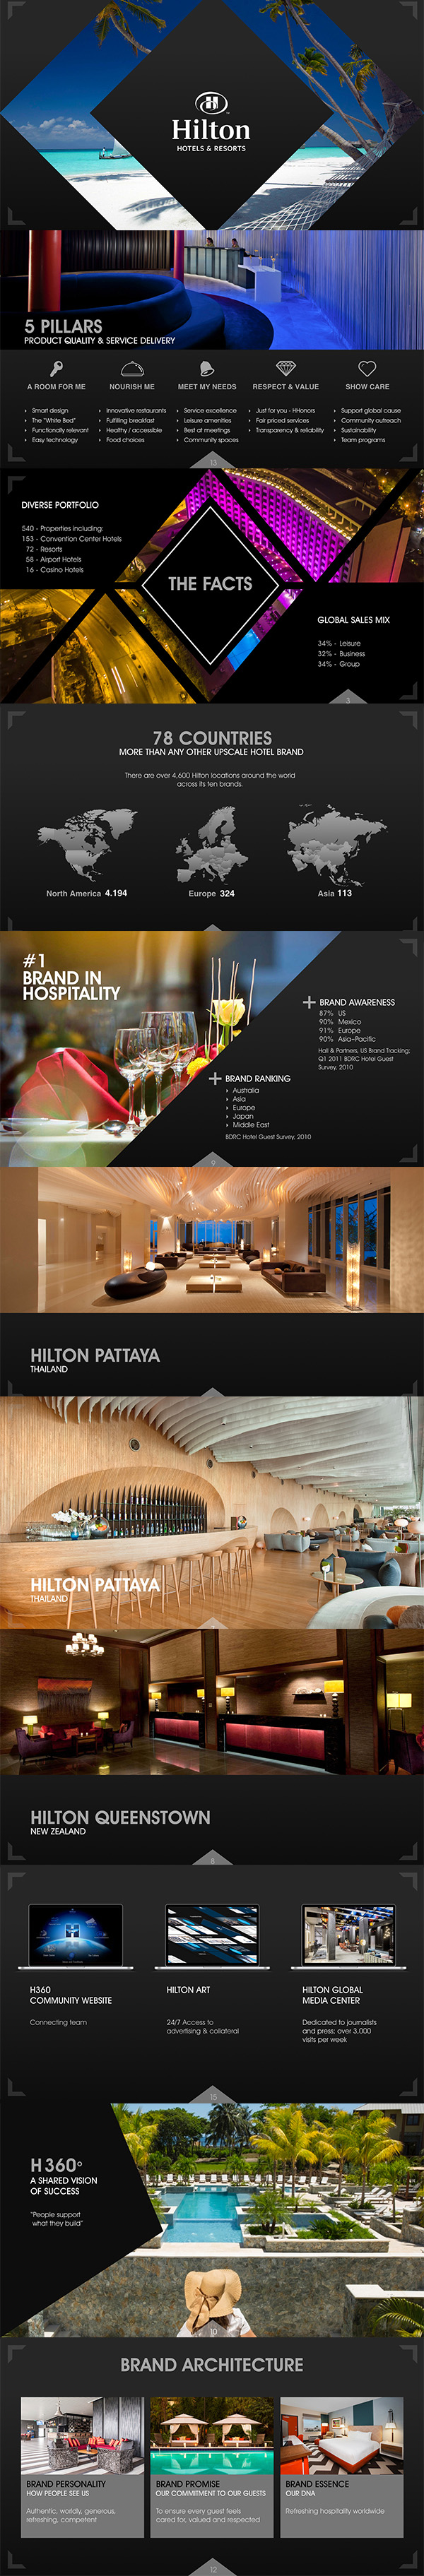 Hilton
HOTELS & RESORTS
5 PILLARS
PRODUCT QUALITY & SERVICE DELIVERY
A ROOM FOR ME
Smart design
The "White Bed"
Functionally relevant
Easy technology
NOURISH ME
Innovative restaurants
Fulfilling breakfast
Healthy / accessible
Food choices
MEET MY NEEDS
Service excellence
Leisure amenities
Best at meetings
Community spaces
RESPECT & VALUE
Just for you - HHonors
Fair priced services
Transparency & reliability
SHOW CARE
Support global cause
Community outreach
Sustainability
Team programs
13
DIVERSE PORTFOLIO
540 - Properties including:
153 - Convention Center Hotels
72 - Resorts
58 - Airport Hotels
16 - Casino Hotels
THE FACTS
GLOBAL SALES MIX
34% - Leisure
32% - Business
34% - Group
3
78 COUNTRIES
MORE THAN ANY OTHER UPSCALE HOTEL BRAND
There are over 4,600 Hilton locations around the world
across its ten brands.
North America 4.194
Europe 324
Asia 113
#1
BRAND IN
HOSPITALITY
BRAND AWARENESS
87% US
90% Mexico
91% Europe
90% Asia-Pacific
Hall & Partners, US Brand Tracking;
Q1 2011 BDRC Hotel Guest
Survey, 2010
BRAND RANKING
Australia
Asia
Europe
Japan
Middle East
BDRC Hotel Guest Survey, 2010
9
HILTON PATTAYA
THAILAND
HILTON PATTAYA
THAILAND
HILTON QUEENSTOWN
NEW ZEALAND
8
H360
COMMUNITY WEBSITE
Connecting team
HILTON ART
24/7 Access to
advertising & collateral
HILTON GLOBAL
MEDIA CENTER
Dedicated to journalists
and press; over 3,000
visits per week
15
H360°
A SHARED VISION
OF SUCCESS
"People support
what they build"
10
BRAND ARCHITECTURE
BRAND PERSONALITY
HOW PEOPLE SEE US
Authentic, worldly, generous,
refreshing, competent
BRAND PROMISE
OUR COMMITMENT TO OUR GUESTS
To ensure every guest feels
cared for, valued and respected
BRAND ESSENCE
OUR DNA
Refreshing hospitality worldwide
12